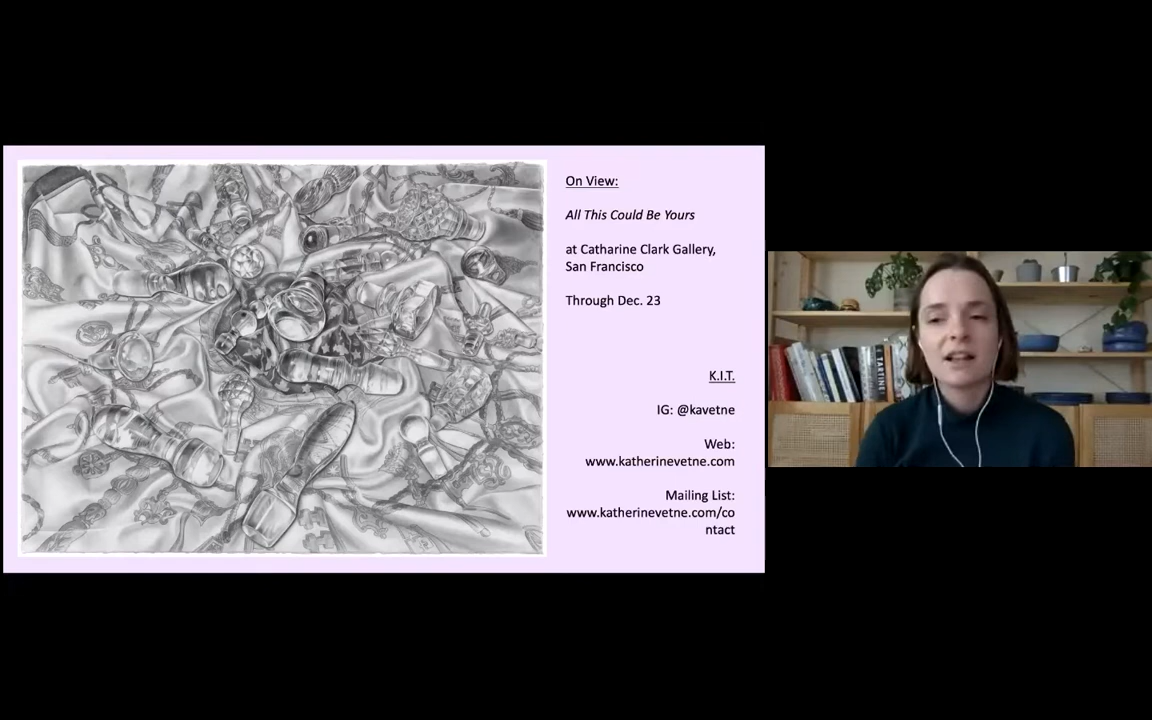 On View:
All This Could Be Yours
at Catharine Clark Gallery,
San Francisco
Through Dec. 23
K.I.T.
IG: @kavetne
Web:
www.katherinevetne.com
Mailing List:
www.katherinevetne.com/co
ntact
TARTINE